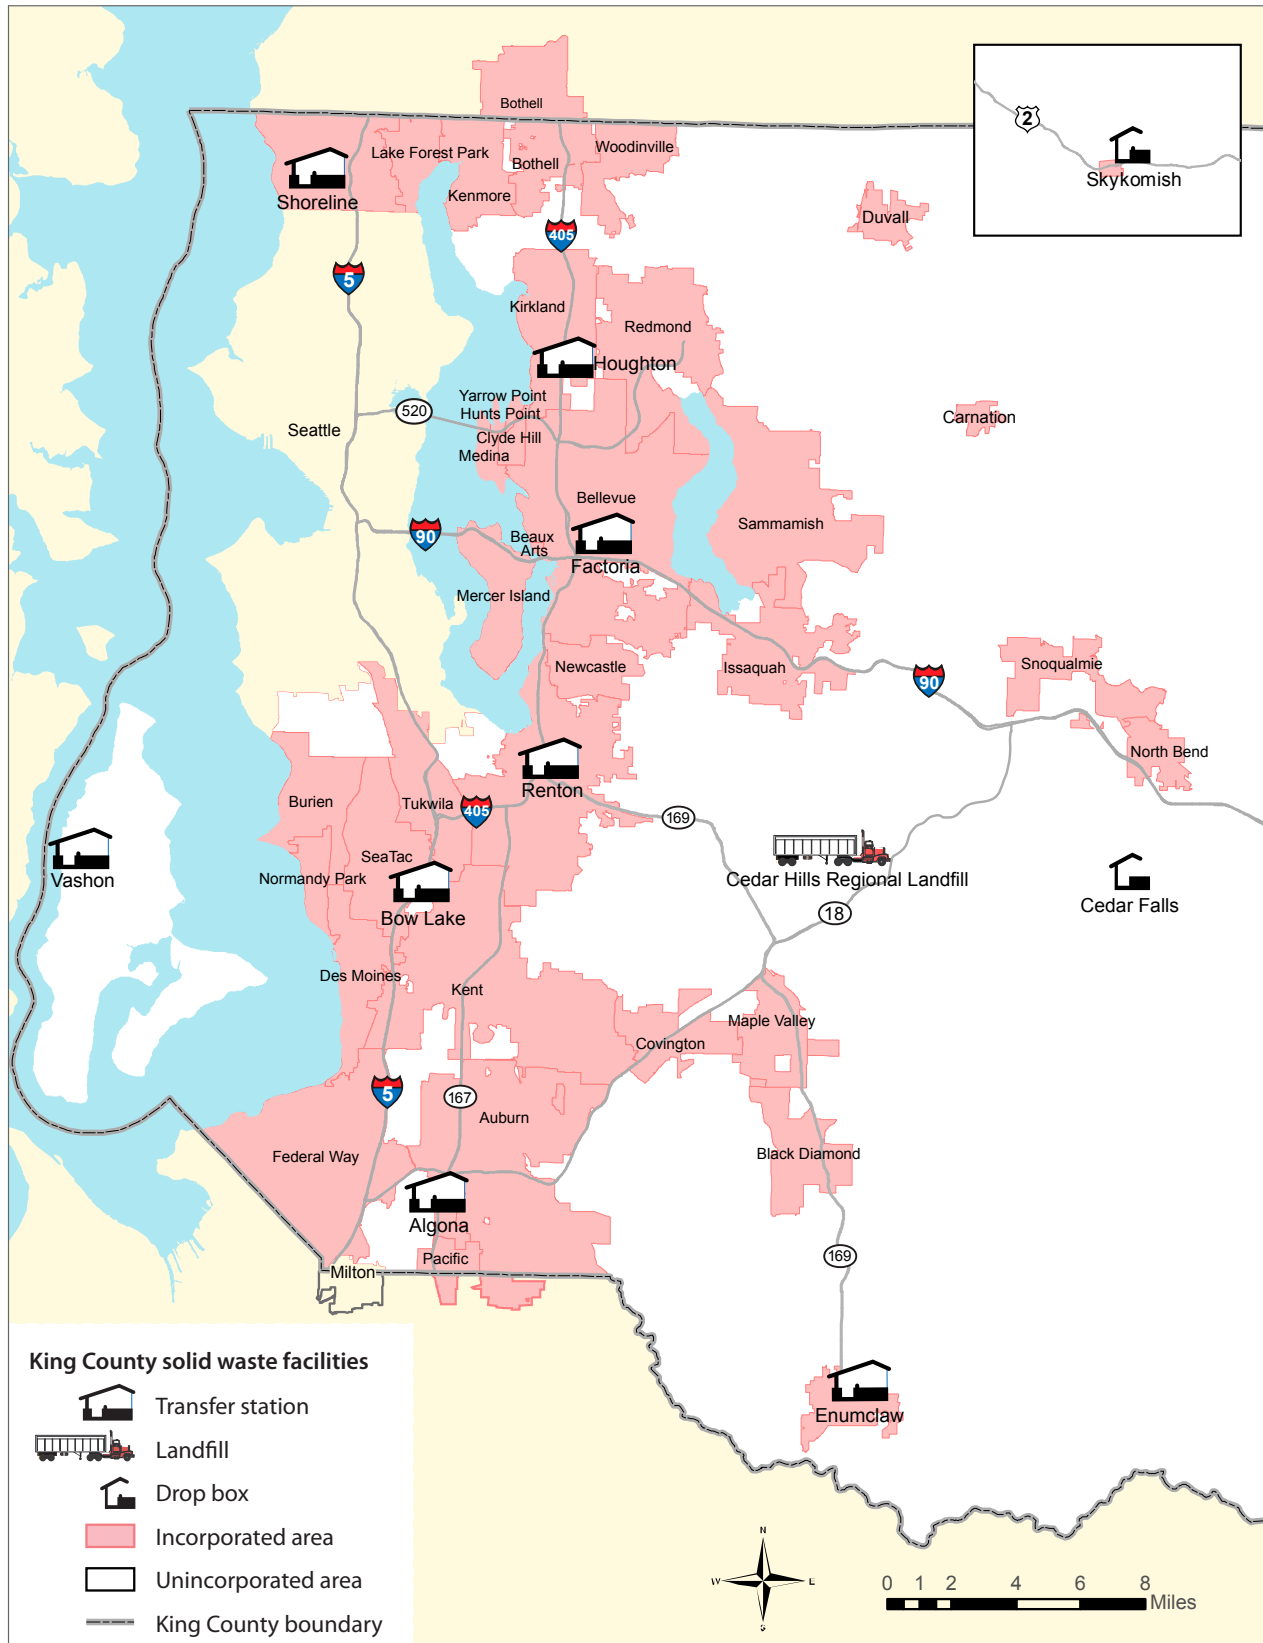 Bothell
2
Skykomish
Lake Forest Park
Bothell
Woodinville
Shoreline
Kenmore
Duvall
405
5
Kirkland
Redmond
Houghton
Yarrow Point
Hunts Point
520
Carnation
Seattle
Clyde Hill
Medina
Bellevue
Sammamish
90
Beaux
Arts
Factoria
Mercer Island
Newcastle
Issaquah
Snoqualmie
90
North Bend
Renton
Burien
Tukwila
405
169
SeaTac
Vashon
Normandy Park
Cedar Hills Regional Landfill
Bow Lake
18
Cedar Falls
Des Moines
Kent
Maple Valley
Covington
5
167
Auburn
Federal Way
Black Diamond
Algona
Pacific
169
Milton
Enumclaw
King County solid waste facilities
Transfer station
Landfill
Drop box
Incorporated area
Unincorporated area
King County boundary
N
W E
S
0 1 2 4 6 8
Miles